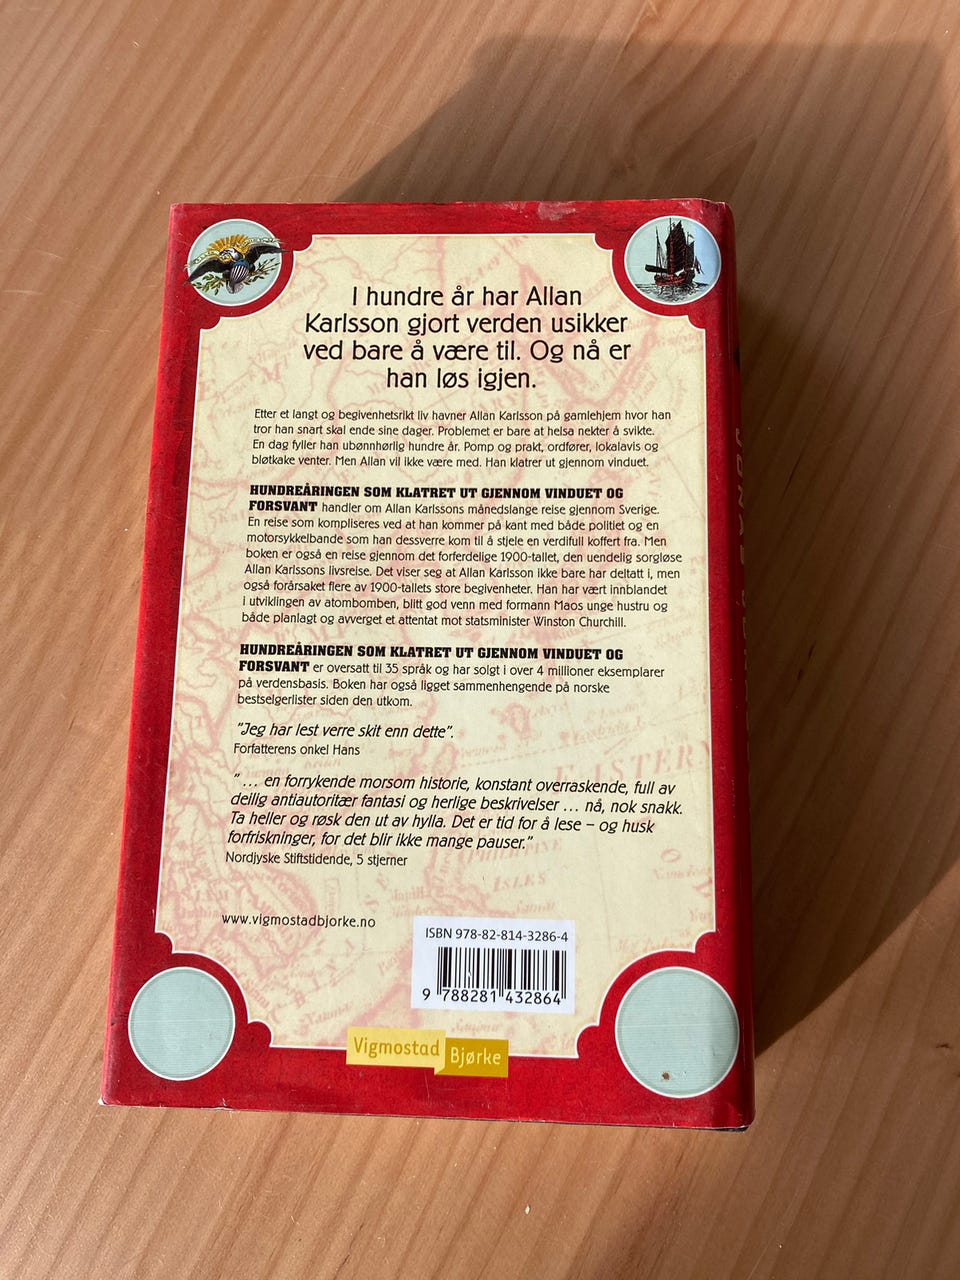 I hundre år har Allan
Karlsson gjort verden usikker
ved bare å være til. Og nå er
han løs igjen.
Etter et langt og begivenhetsrikt liv havner Allan Karlsson på gamlehjem hvor han
tror han snart skal ende sine dager. Problemet er bare at helsa nekter å svikte.
En dag fyller han ubønnhørlig hundre år. Pomp og prakt, ordfører, lokalavis og
bløtkake venter. Men Allan vil ikke være med. Han klatrer ut gjennom vinduet.
HUNDREÅRINGEN SOM KLATRET UT GJENNOM VINDUET OG
FORSVANT handler om Allan Karlssons månedslange reise gjennom Sverige.
En reise som kompliseres ved at han kommer på kant med både politiet og en
motorsykkelbande som han dessverre kom til å stjele en verdifull koffert fra. Men
boken er også en reise gjennom det forferdelige 1900-tallet, den uendelig sorgløse
Allan Karlssons livsreise. Det viser seg at Allan Karlsson ikke bare har deltatt i, men
også forårsaket flere av 1900-tallets store begivenheter. Han har vært innblandet
i utviklingen av atombomben, blitt god venn med formann Maos unge hustru og
både planlagt og avverget et attentat mot statsminister Winston Churchill.
HUNDREÅRINGEN SOM KLATRET UT GJENNOM VINDUET OG
FORSVANT er oversatt til 35 språk og har solgt i over 4 millioner eksemplarer
på verdensbasis. Boken har også ligget sammenhengende på norske
bestselgerlister siden den utkom.
"Jeg har lest verre skit enn dette".
Forfatterens onkel Hans
" ... en forrykende morsom historie, konstant overraskende, full av
deilig antiautoritær fantasi og herlige beskrivelser ... nå, nok snakk.
Ta heller og røsk den ut av hylla. Det er tid for å lese – og husk
forfriskninger, for det blir ikke mange pauser."
Nordjyske Stiftstidende, 5 stjerner
www.vigmostadbjorke.no
ISBN 978-82-814-3286-4
9 788281 432864
Vigmostad Bjørke
EASTERN
PHILIPPINE
ISLES